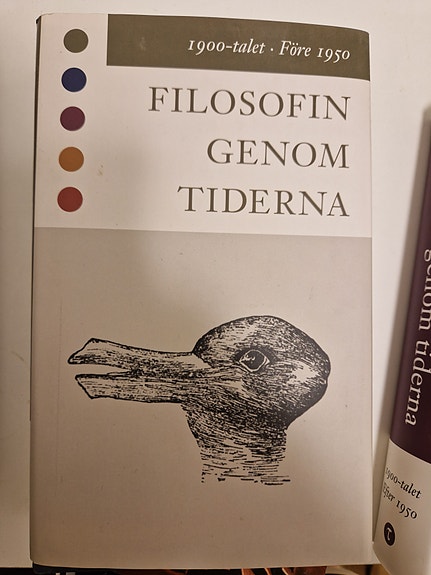 1900-talet · Före 1950
FILOSOFIN
GENOM
TIDERNA
genom tiderna
1900-talet
Efter 1950